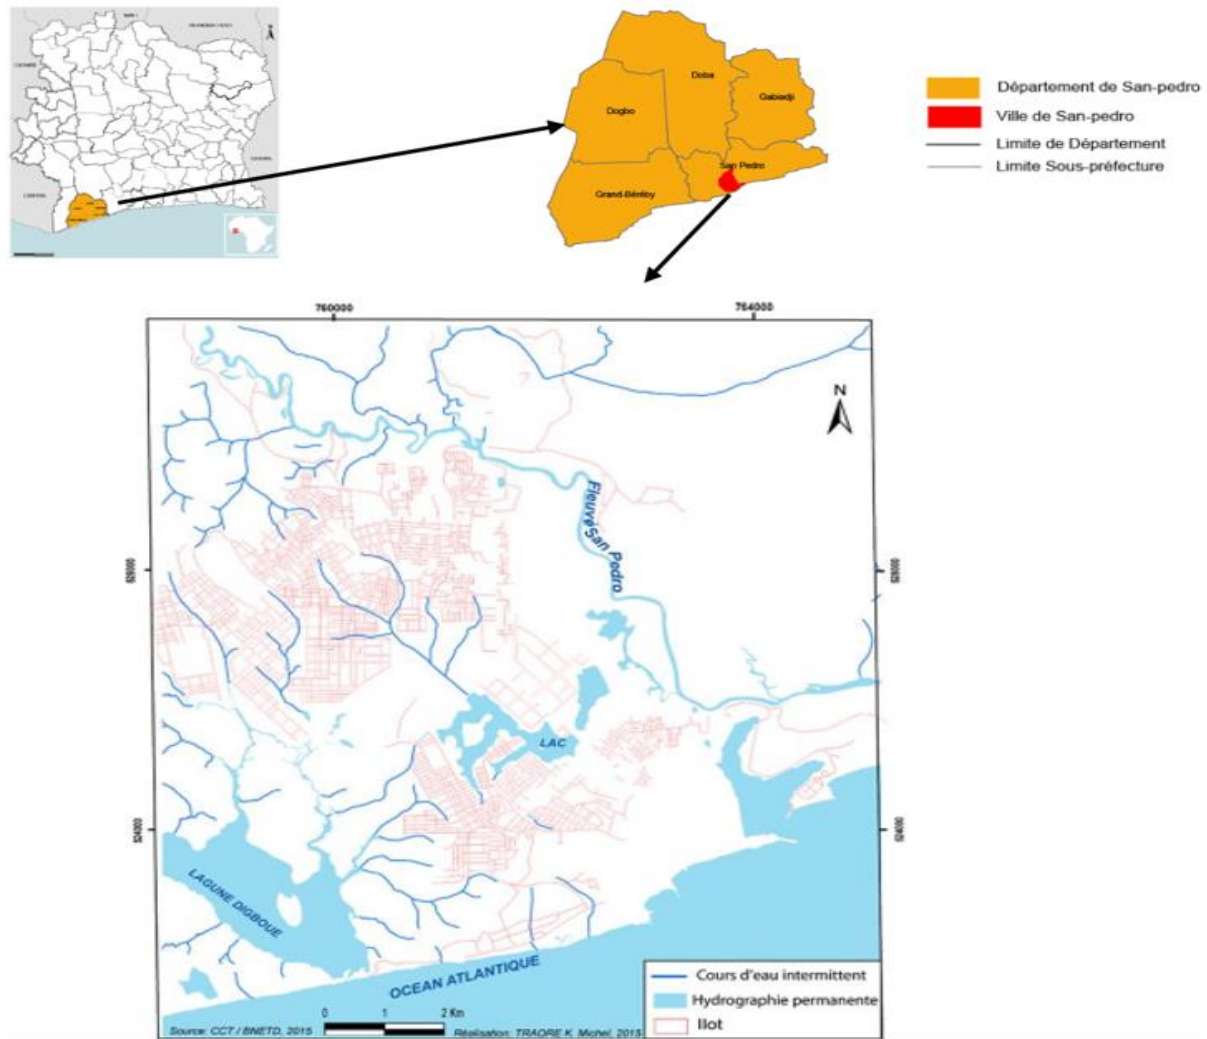 Doba
Gabiadji
Dogbo
San Pedro
Grand-Béréby
Département de San-pedro
Ville de San-pedro
Limite de Département
Limite Sous-préfecture
760000
764000
N
Fleuve San Pedro
LAC
524000
524000
LAGUNE DIGBOUE
OCEAN ATLANTIQUE
Cours d'eau intermittent
Hydrographie permanente
Ilot
0 1 2 Km
Source: CCT / BNETD, 2015
Réalisation: TRAORE K. Michel, 2015